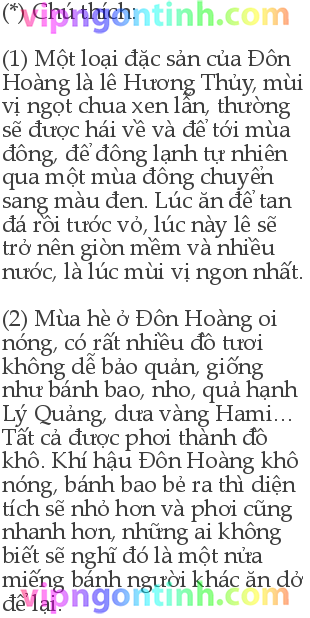 (*) Chú thích:
(1) Một loại đặc sản của Đôn
Hoàng là lê Hương Thủy, mùi
vị ngọt chua xen lẫn, thường
sẽ được hái về và để tới mùa
đông, để đông lạnh tự nhiên
qua một mùa đông chuyển
sang màu đen. Lúc ăn để tan
đá rồi tước vỏ, lúc này lê sẽ
trở nên giòn mềm và nhiều
nước, là lúc mùi vị ngon nhất.
(2) Mùa hè ở Đôn Hoàng oi
nóng, có rất nhiều đồ tươi
không dễ bảo quản, giống
như bánh bao, nho, quả hạnh
Lý Quảng, dưa vàng Hami...
Tất cả được phơi thành đồ
khô. Khí hậu Đôn Hoàng khô
nóng, bánh bao bẻ ra thì diện
tích sẽ nhỏ hơn và phơi cũng
nhanh hơn, những ai không
biết sẽ nghĩ đó là một nửa
miếng bánh người khác ăn dở
để lại.
vipngontinh.com
vipngontinh.com